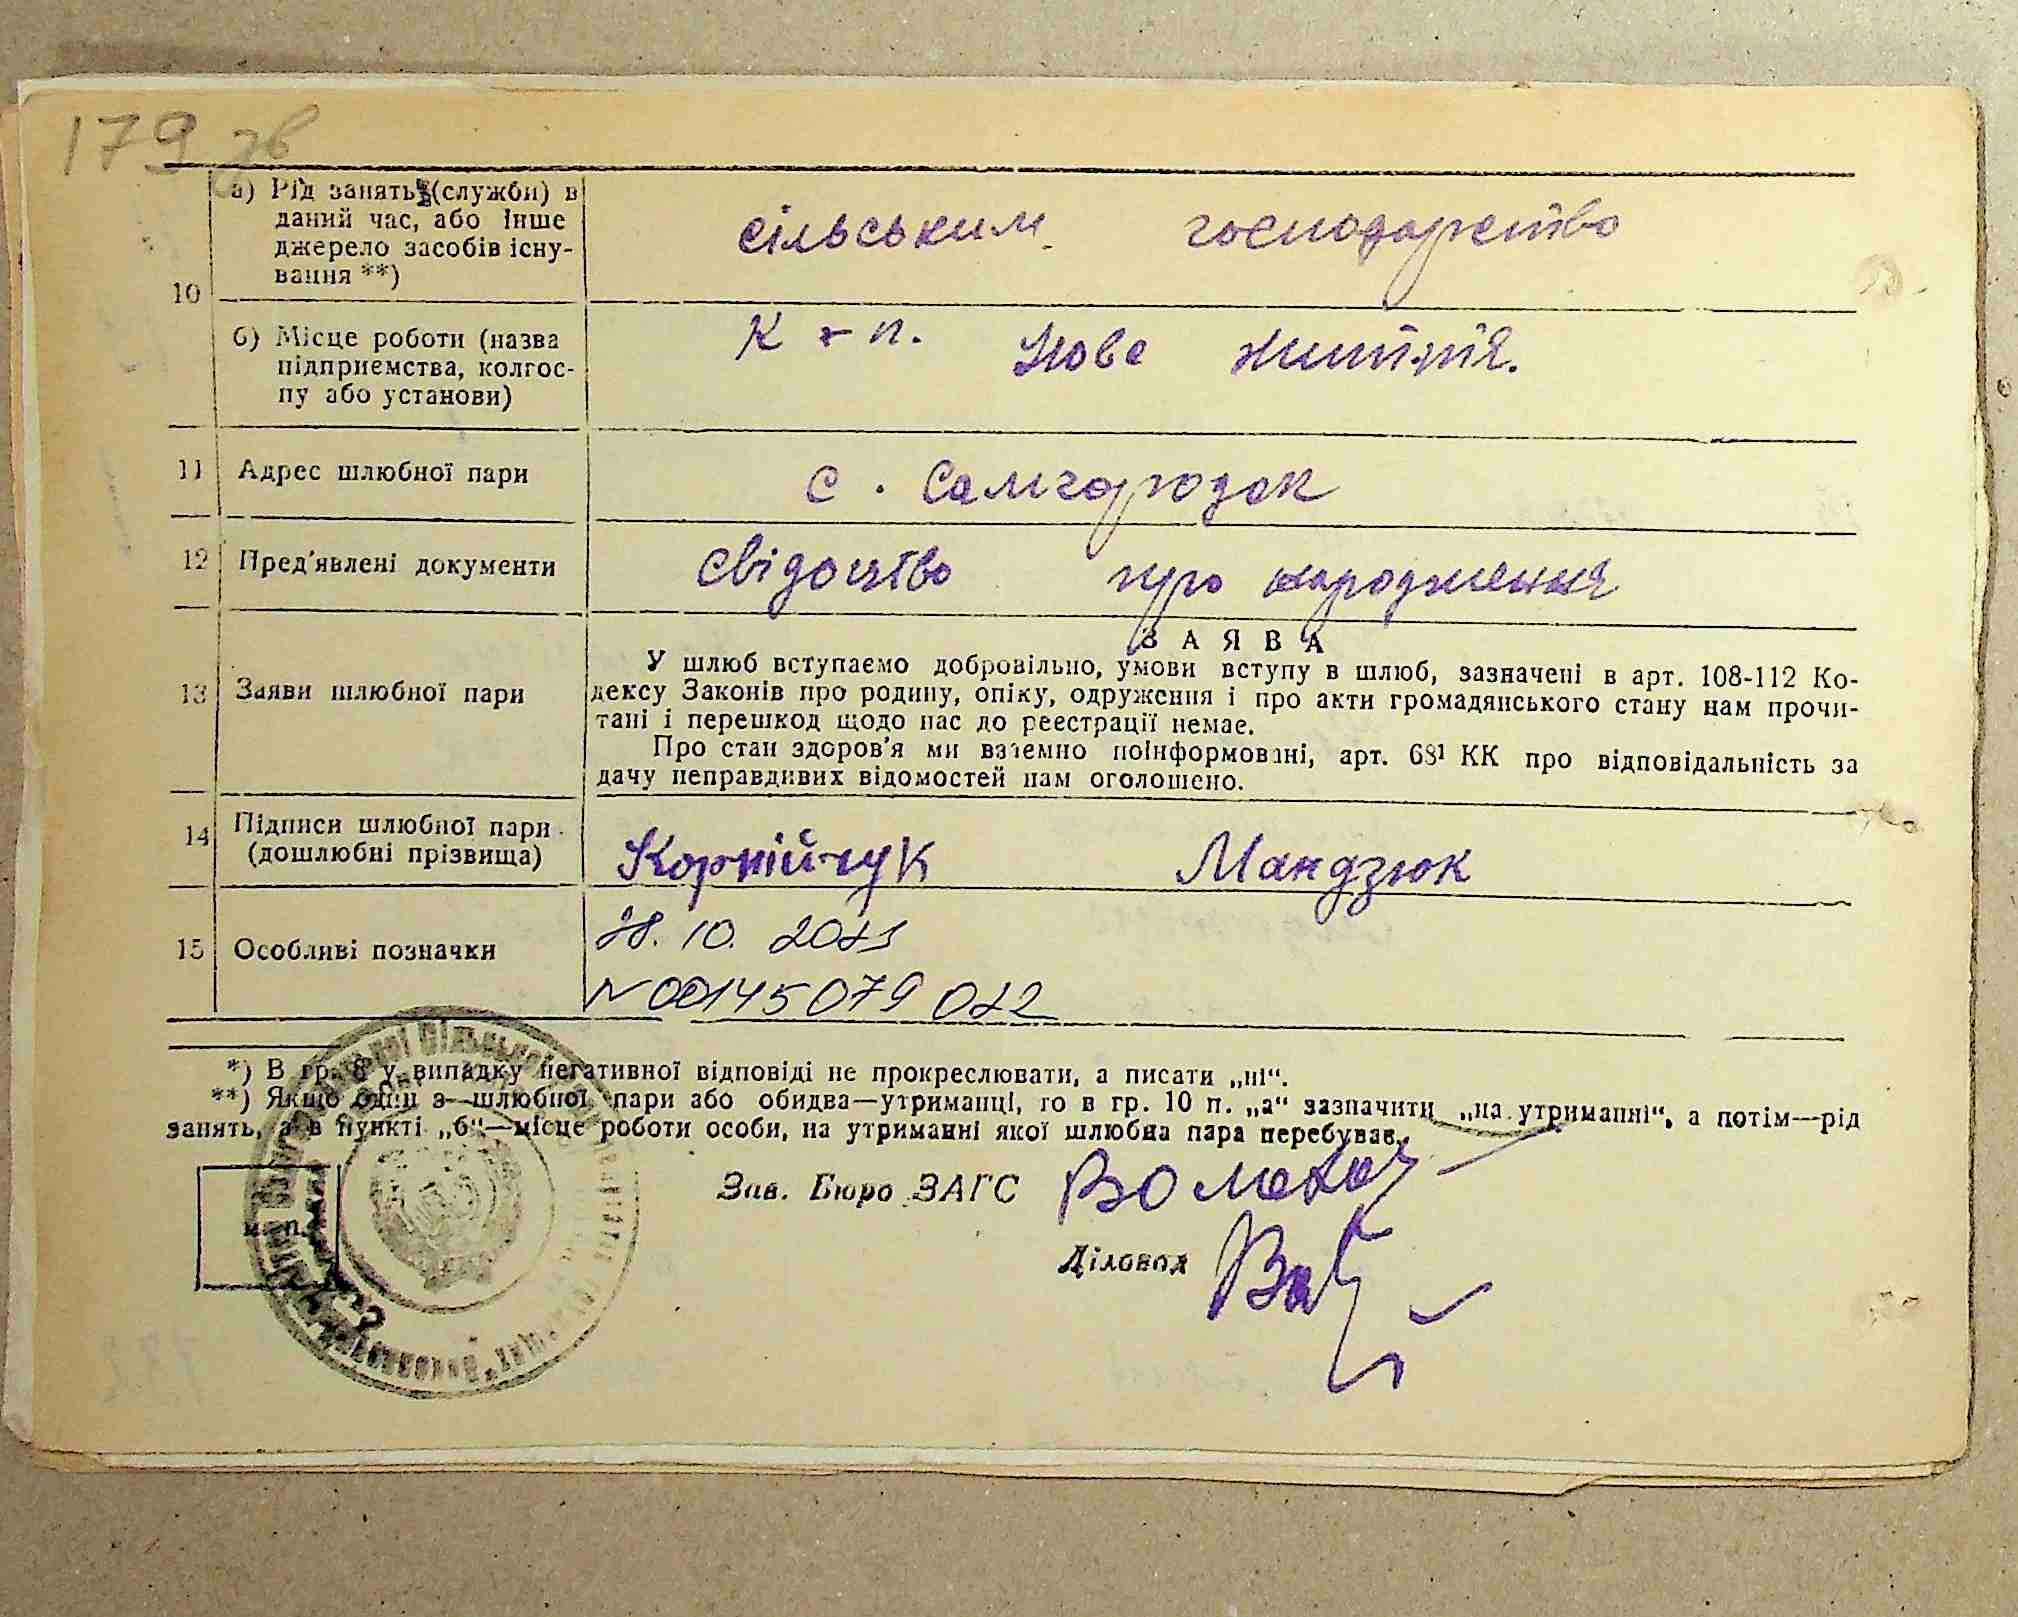 179 зв
10
а) Рід занять (служби) в
даний час, або інше
джерело засобів існу-
вання **)
сільським господарство
б) Місце роботи (назва
підприємства, колгос-
пу або установи)
К-п. Нове життя.
11 Адрес шлюбної пари
с. Самгородок
12 Пред'явлені документи
свідоцтво про народження
13 Заяви шлюбної пари
ЗАЯВА
У шлюб вступаємо добровільно, умови вступу в шлюб, зазначені в арт. 108-112 Ко-
дексу Законів про родину, опіку, одруження і про акти громадянського стану нам прочи-
тані і перешкод щодо нас до реєстрації немає.
Про стан здоров'я ми взаємно поінформовані, арт. 68¹ КК про відповідальність за
дачу неправдивих відомостей нам оголошено.
14 Підписи шлюбної пари
(дошлюбні прізвища)
Корнійчук Мандзюк
15 Особливі позначки
28. 10. 2023
N 00145079022
*) В гр. 8 у випадку негативної відповіді не прокреслювати, а писати „ні“.
**) Якщо один з шлюбної пари або обидва—утриманці, то в гр. 10 п. „а“ зазначити „на утриманні“, а потім—рід
занять, а в пункті „б“—місце роботи особи, на утриманні якої шлюбна пара перебуває.
м. п.
Зав. Бюро ЗАГС
Діловод